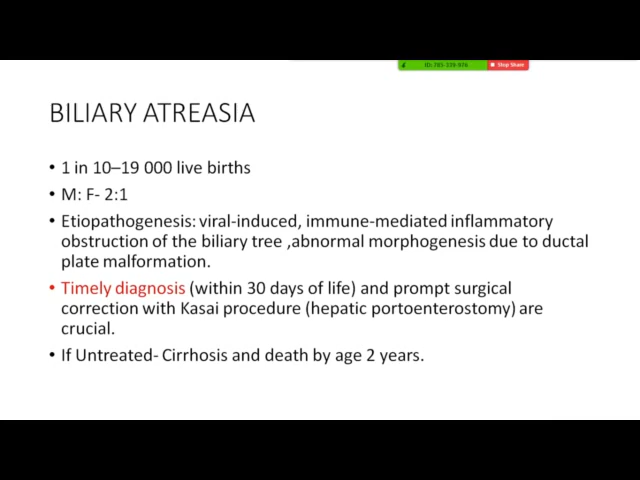 ID: 785-339-876 Stop Share
BILIARY ATREASIA
• 1 in 10–19 000 live births
• M: F- 2:1
• Etiopathogenesis: viral-induced, immune-mediated inflammatory
obstruction of the biliary tree ,abnormal morphogenesis due to ductal
plate malformation.
• Timely diagnosis (within 30 days of life) and prompt surgical
correction with Kasai procedure (hepatic portoenterostomy) are
crucial.
• If Untreated- Cirrhosis and death by age 2 years.